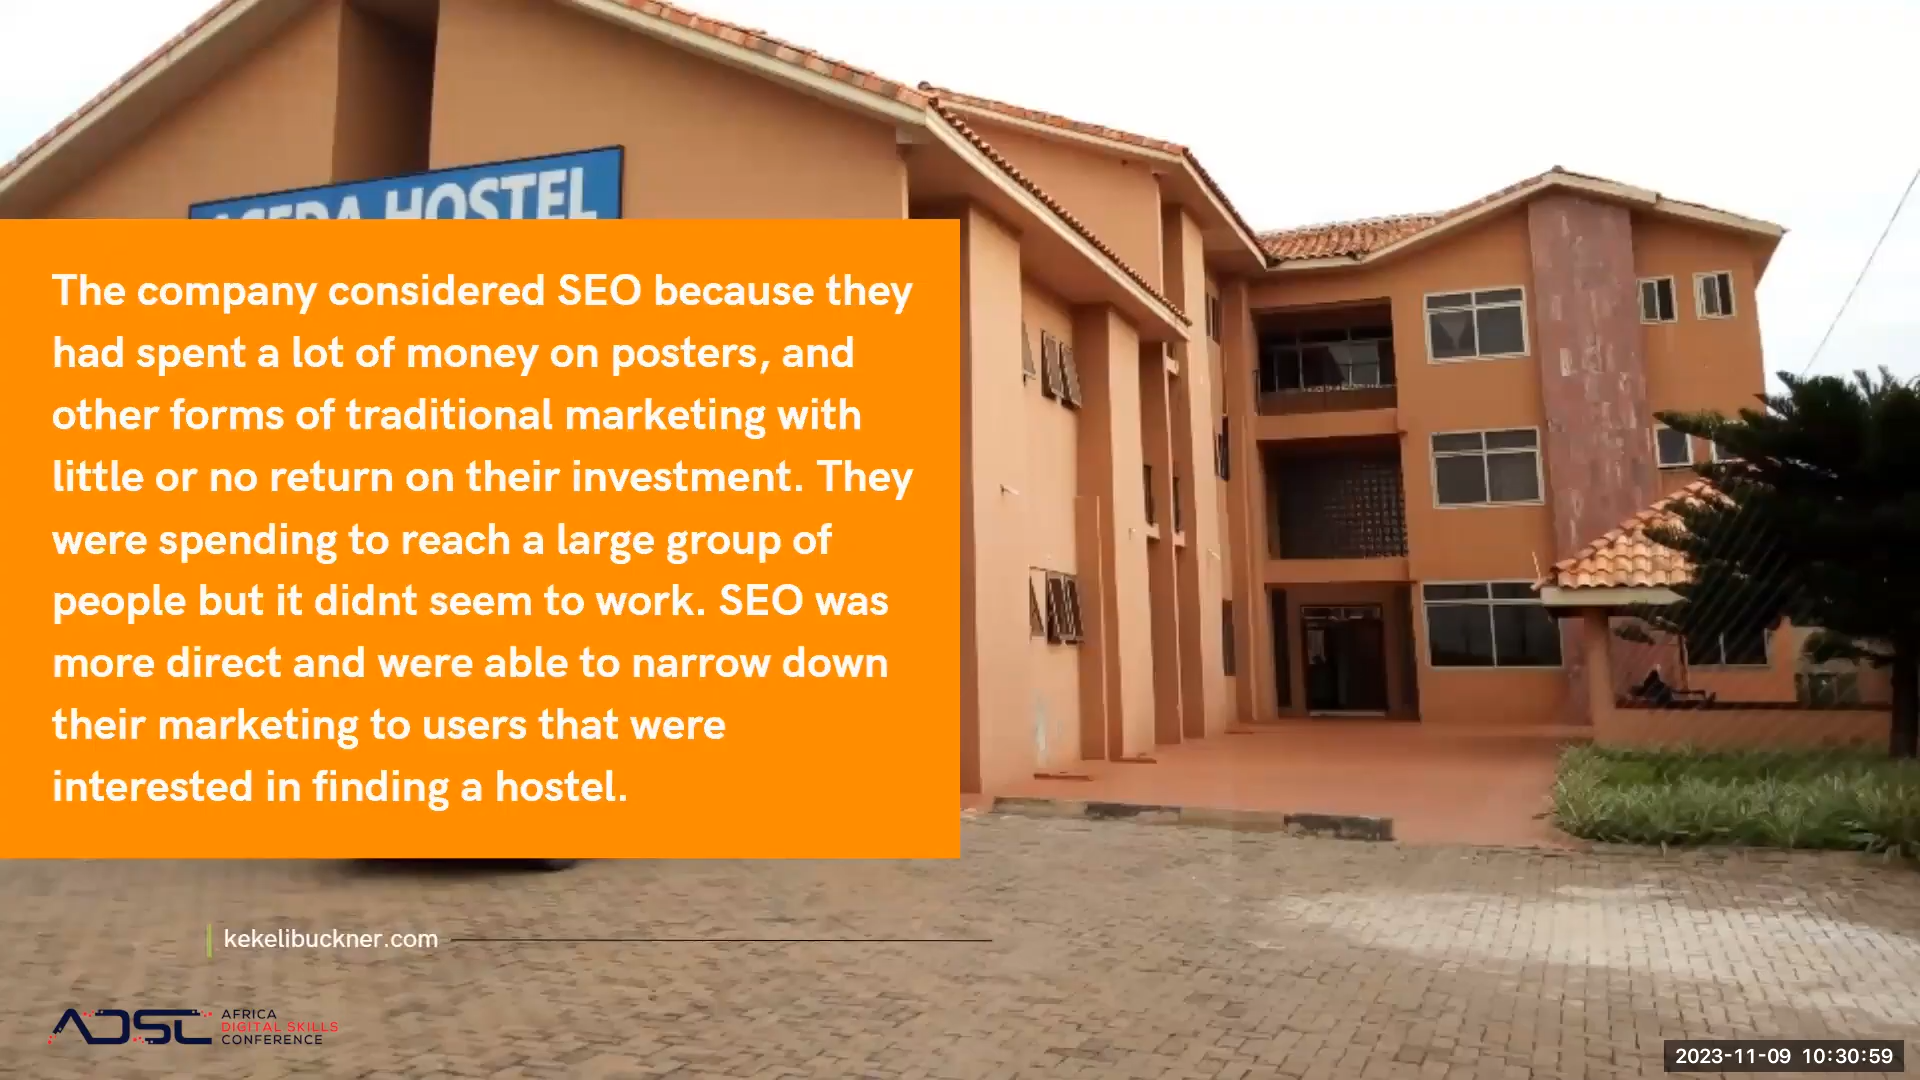 HOSTEL
The company considered SEO because they
had spent a lot of money on posters, and
other forms of traditional marketing with
little or no return on their investment. They
were spending to reach a large group of
people but it didnt seem to work. SEO was
more direct and were able to narrow down
their marketing to users that were
interested in finding a hostel.
kekelibuckner.com
ADSC
AFRICA
DIGITAL SKILLS
CONFERENCE
2023-11-09 10:30:59